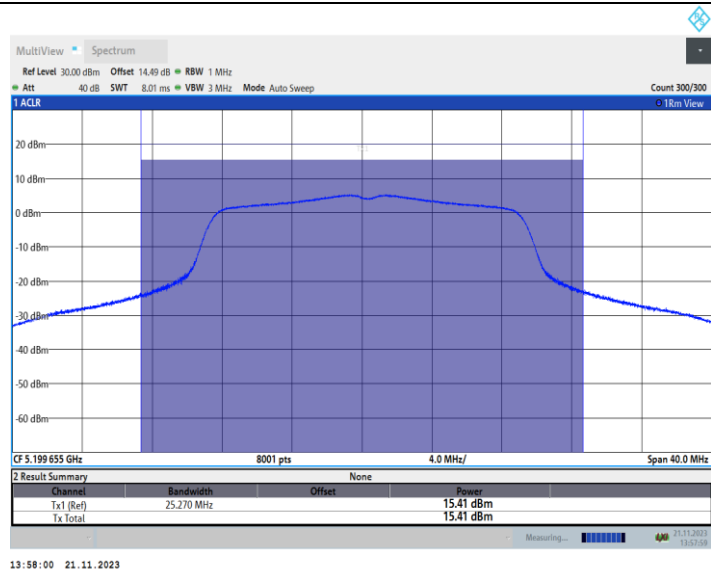 MultiView Spectrum
Ref Level 30.00 dBm Offset 14.49 dB RBW 1 MHz
Att 40 dB SWT 8.01 ms VBW 3 MHz Mode Auto Sweep Count 300/300
1 ACLR 1Rm View
20 dBm
10 dBm
0 dBm
-10 dBm
-20 dBm
-30 dBm
-40 dBm
-50 dBm
-60 dBm
CF 5.199 655 GHz 8001 pts 4.0 MHz/ Span 40.0 MHz
2 Result Summary None
Channel Bandwidth Offset Power
Tx1 (Ref) 25.270 MHz 15.41 dBm
Tx Total 15.41 dBm
Measuring... 21.11.2023
13:57:59
13:58:00 21.11.2023